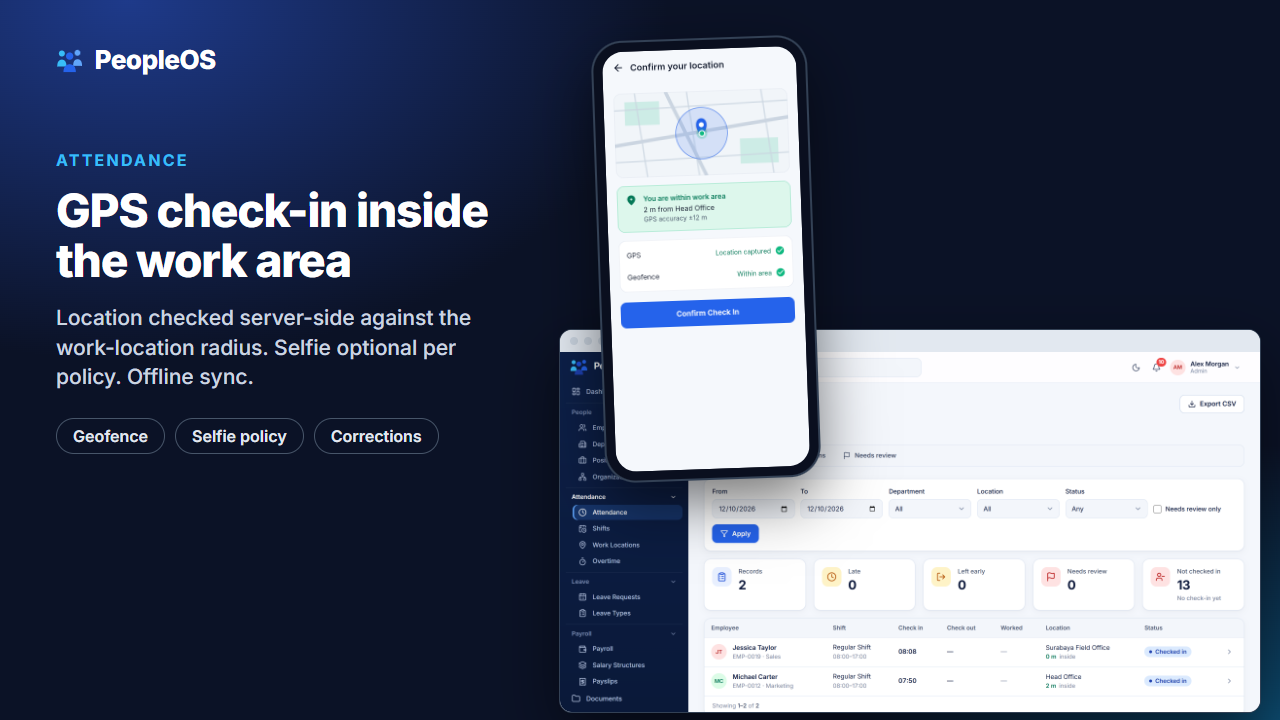 PeopleOS
ATTENDANCE
GPS check-in inside
the work area
Location checked server-side against the
work-location radius. Selfie optional per
policy. Offline sync.
Geofence
Selfie policy
Corrections
Confirm your location
You are within work area
2 m from Head Office
GPS accuracy ±12 m
GPS
Location captured
Geofence
Within area
Confirm Check In
10
AM
Alex Morgan
Admin
Export CSV
Needs review
People
Attendance
Attendance
Shifts
Work Locations
Overtime
Leave
Leave Requests
Leave Types
Payroll
Payroll
Salary Structures
Payslips
Documents
From
To
Department
Location
Status
12/10/2026
12/10/2026
All
All
Any
Needs review only
Apply
Records
2
Late
0
Left early
0
Needs review
0
Not checked in
13
No check-in yet
Employee Shift Check in Check out Worked Location Status
JT Jessica Taylor Regular Shift 08:08 — — Surabaya Field Office Checked in
EMP-0019 · Sales 08:00–17:00 0 m inside
MC Michael Carter Regular Shift 07:50 — — Head Office Checked in
EMP-0012 · Marketing 08:00–17:00 2 m inside
Showing 1–2 of 2